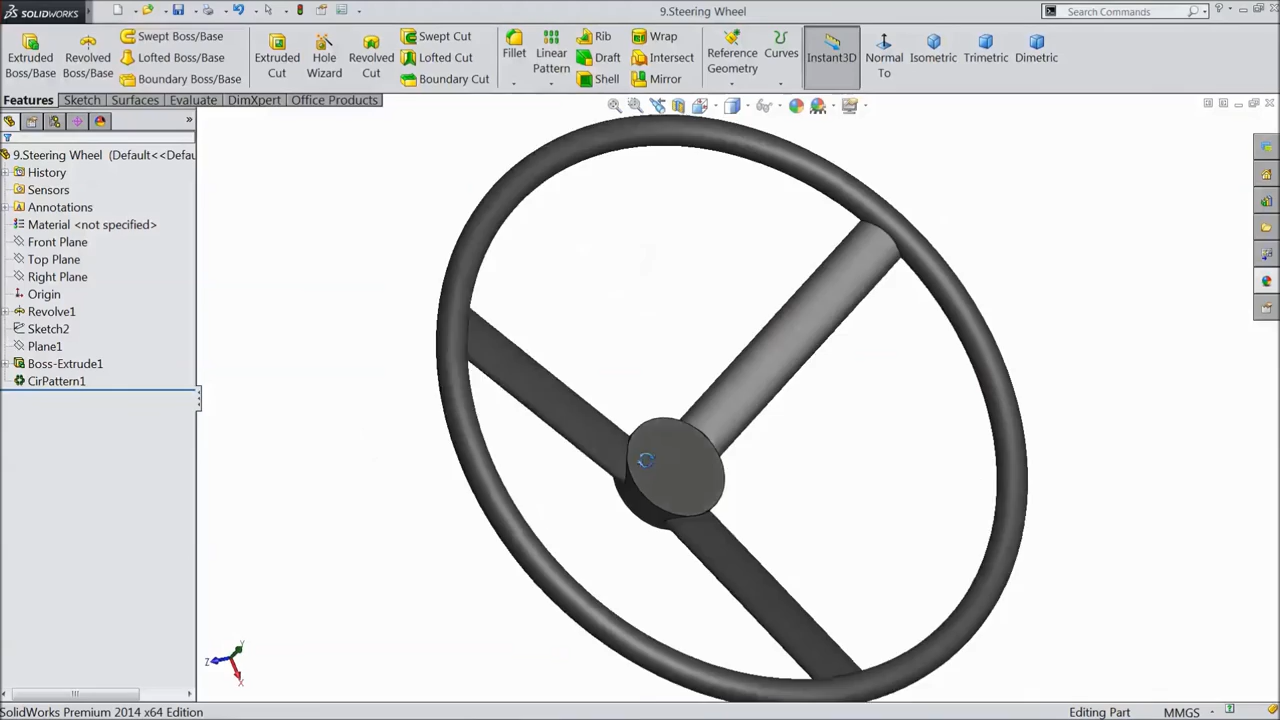 SOLIDWORKS
9.Steering Wheel
Search Commands
Extruded Boss/Base
Revolved Boss/Base
Swept Boss/Base
Lofted Boss/Base
Boundary Boss/Base
Extruded Cut
Hole Wizard
Revolved Cut
Swept Cut
Lofted Cut
Boundary Cut
Fillet
Linear Pattern
Rib
Draft
Shell
Wrap
Intersect
Mirror
Reference Geometry
Curves
Instant3D
Normal To
Isometric
Trimetric
Dimetric
Features
Sketch
Surfaces
Evaluate
DimXpert
Office Products
9.Steering Wheel (Default<<Defau
History
Sensors
Annotations
Material <not specified>
Front Plane
Top Plane
Right Plane
Origin
Revolve1
Sketch2
Plane1
Boss-Extrude1
CirPattern1
Y
Z
X
SolidWorks Premium 2014 x64 Edition
Editing Part
MMGS